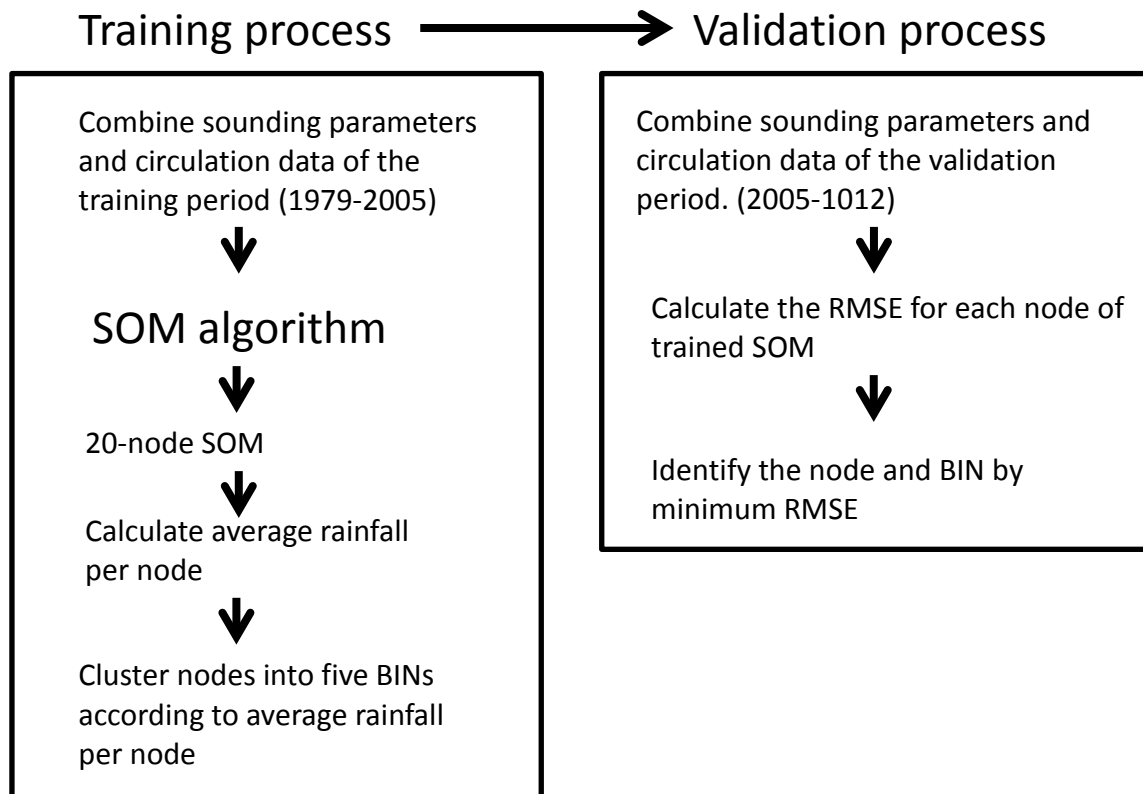 Training process
Validation process
Combine sounding parameters
and circulation data of the
training period (1979-2005)
SOM algorithm
20-node SOM
Calculate average rainfall
per node
Cluster nodes into five BINs
according to average rainfall
per node
Combine sounding parameters and
circulation data of the validation
period. (2005-1012)
Calculate the RMSE for each node of
trained SOM
Identify the node and BIN by
minimum RMSE